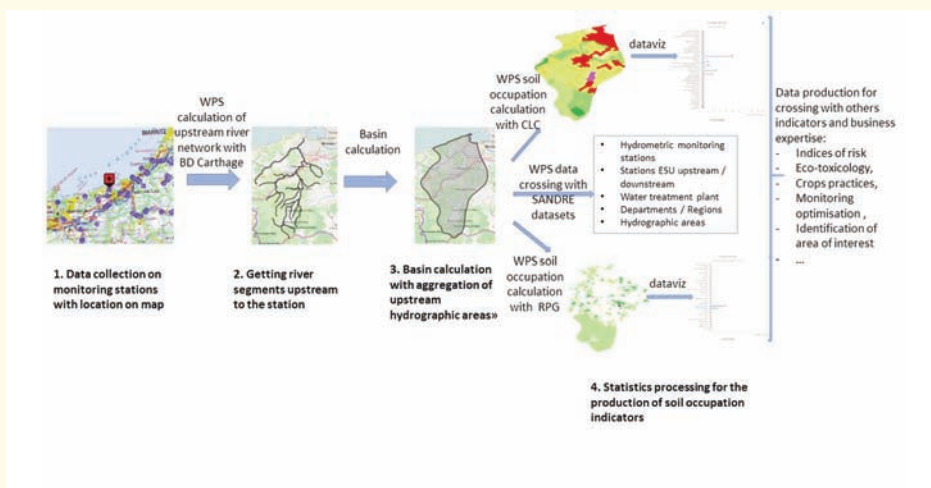 WPS
calculation of
upstream river
network with
BD Carthage
Basin
calculation
WPS soil
occupation
calculation
with CLC
dataviz
WPS data
crossing with
SANDRE
datasets
• Hydrometric monitoring
stations
• Stations ESU upstream /
downstream
• Water treatment plant
• Departments / Regions
• Hydrographic areas
WPS soil
occupation
calculation
with RPG
dataviz
Data production for
crossing with others
indicators and business
expertise:
- Indices of risk
- Eco-toxicology,
- Crops practices,
- Monitoring
optimisation ,
- Identification of
area of interest
- ...
1. Data collection on
monitoring stations
with location on map
2. Getting river
segments upstream
to the station
3. Basin calculation
with aggregation of
upstream
hydrographic areas»
4. Statistics processing for the
production of soil occupation
indicators